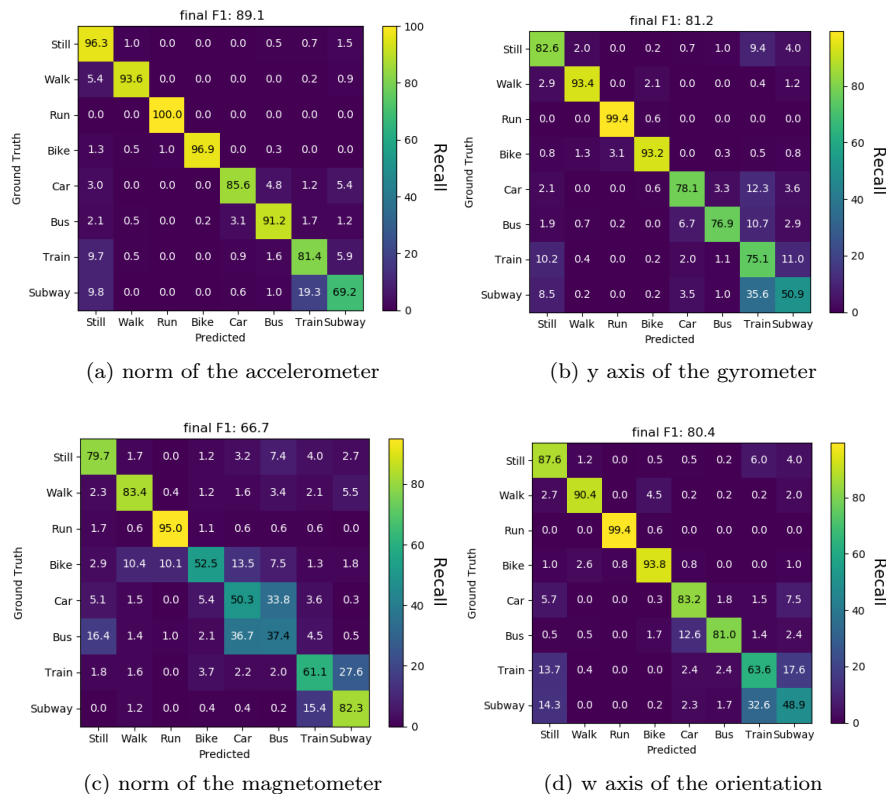 final F1: 89.1
Still 96.3 1.0 0.0 0.0 0.0 0.5 0.7 1.5
Walk 5.4 93.6 0.0 0.0 0.0 0.0 0.2 0.9
Run 0.0 0.0 100.0 0.0 0.0 0.0 0.0 0.0
Bike 1.3 0.5 1.0 96.9 0.0 0.0 0.3 0.0
Car 3.0 0.0 0.0 0.0 85.6 4.8 1.2 5.4
Bus 2.1 0.5 0.0 0.2 3.1 91.2 1.7 1.2
Train 9.7 0.5 0.0 0.0 0.9 1.6 81.4 5.9
Subway 9.8 0.0 0.0 0.0 0.6 1.0 19.3 69.2
Still Walk Run Bike Car Bus Train Subway
Predicted
Ground Truth
100
80
60
40
20
0
Recall
(a) norm of the accelerometer
final F1: 81.2
Still 82.6 2.0 0.0 0.2 0.7 1.0 9.4 4.0
Walk 2.9 93.4 0.0 2.1 0.0 0.0 0.4 1.2
Run 0.0 0.0 99.4 0.6 0.0 0.0 0.0 0.0
Bike 0.8 1.3 3.1 93.2 0.0 0.3 0.5 0.8
Car 2.1 0.0 0.0 0.6 78.1 3.3 12.3 3.6
Bus 1.9 0.7 0.2 0.0 6.7 76.9 10.7 2.9
Train 10.2 0.4 0.0 0.2 2.0 1.1 75.1 11.0
Subway 8.5 0.2 0.0 0.2 3.5 1.0 35.6 50.9
Still Walk Run Bike Car Bus Train Subway
Predicted
Ground Truth
80
60
40
20
0
Recall
(b) y axis of the gyrometer
final F1: 66.7
Still 79.7 1.7 0.0 1.2 3.2 7.4 4.0 2.7
Walk 2.3 83.4 0.4 1.2 1.6 3.4 2.1 5.5
Run 1.7 0.6 95.0 1.1 0.6 0.6 0.6 0.0
Bike 2.9 10.4 10.1 52.5 13.5 7.5 1.3 1.8
Car 5.1 1.5 0.0 5.4 50.3 33.8 3.6 0.3
Bus 16.4 1.4 1.0 2.1 36.7 37.4 4.5 0.5
Train 1.8 1.6 0.0 3.7 2.2 2.0 61.1 27.6
Subway 0.0 1.2 0.0 0.4 0.4 0.2 15.4 82.3
Still Walk Run Bike Car Bus Train Subway
Predicted
Ground Truth
80
60
40
20
0
Recall
(c) norm of the magnetometer
final F1: 80.4
Still 87.6 1.2 0.0 0.5 0.5 0.2 6.0 4.0
Walk 2.7 90.4 0.0 4.5 0.2 0.2 0.2 2.0
Run 0.0 0.0 99.4 0.6 0.0 0.0 0.0 0.0
Bike 1.0 2.6 0.8 93.8 0.8 0.0 0.0 1.0
Car 5.7 0.0 0.0 0.3 83.2 1.8 1.5 7.5
Bus 0.5 0.5 0.0 1.7 12.6 81.0 1.4 2.4
Train 13.7 0.4 0.0 0.0 2.4 2.4 63.6 17.6
Subway 14.3 0.0 0.0 0.2 2.3 1.7 32.6 48.9
Still Walk Run Bike Car Bus Train Subway
Predicted
Ground Truth
80
60
40
20
0
Recall
(d) w axis of the orientation